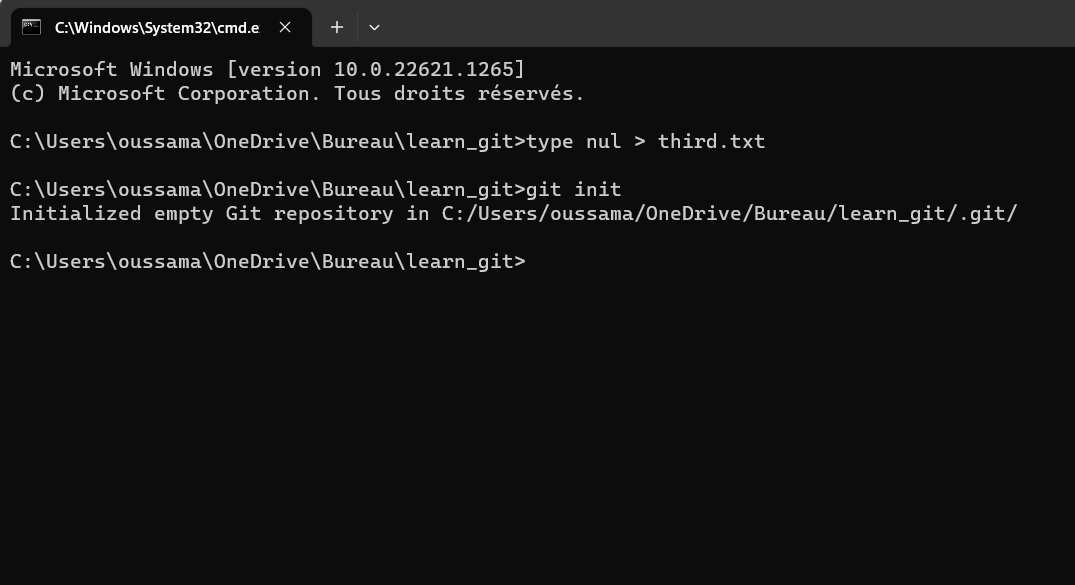 C:\Windows\System32\cmd.e
Microsoft Windows [version 10.0.22621.1265]
(c) Microsoft Corporation. Tous droits réservés.
C:\Users\oussama\OneDrive\Bureau\learn_git>type nul > third.txt
C:\Users\oussama\OneDrive\Bureau\learn_git>git init
Initialized empty Git repository in C:/Users/oussama/OneDrive/Bureau/learn_git/.git/
C:\Users\oussama\OneDrive\Bureau\learn_git>